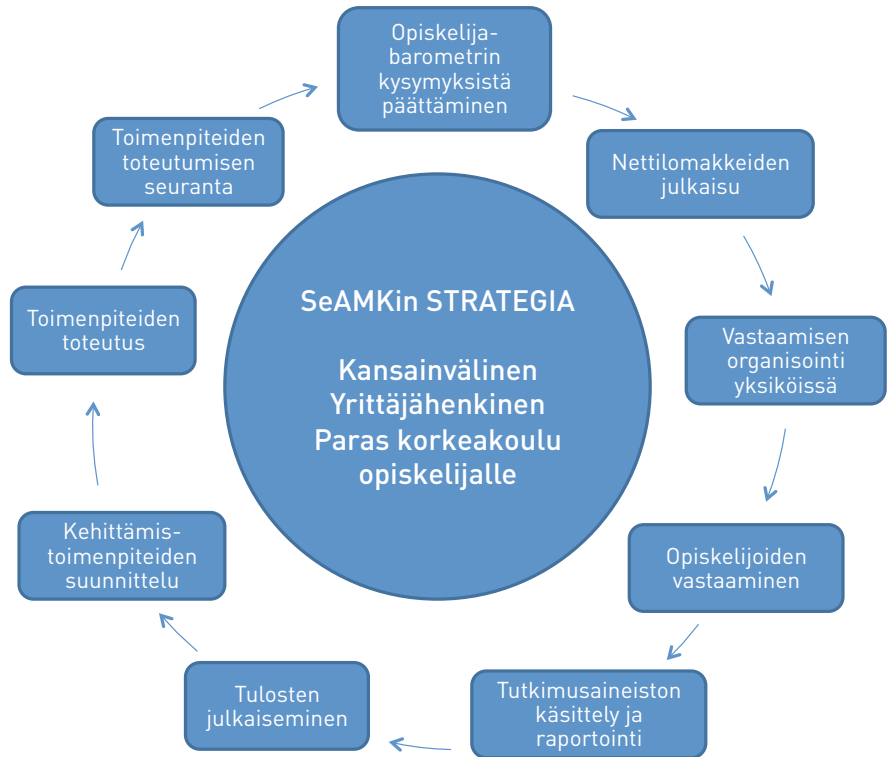 Opiskelija-
barometrin
kysymyksistä
päättäminen
Nettilomakkeiden
julkaisu
Vastaamisen
organisointi
yksiköissä
Opiskelijoiden
vastaaminen
Tutkimusaineiston
käsittely ja
raportointi
Tulosten
julkaiseminen
Kehittämis-
toimenpiteiden
suunnittelu
Toimenpiteiden
toteutus
Toimenpiteiden
toteutumisen
seuranta
SeAMKin STRATEGIA
Kansainvälinen
Yrittäjähenkinen
Paras korkeakoulu
opiskelijalle